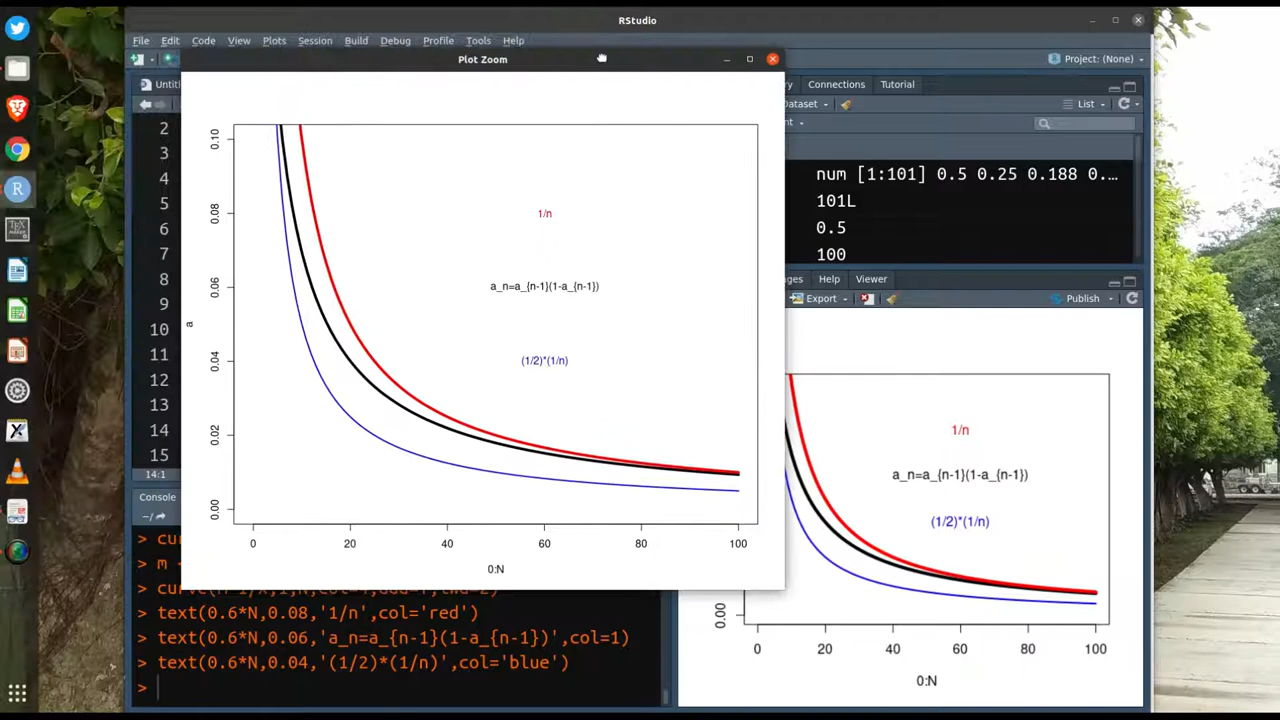 RStudio
File Edit Code View Plots Session Build Debug Profile Tools Help
Plot Zoom
Project: (None)
Connections Tutorial
List
num [1:101] 0.5 0.25 0.188 0.…
101L
0.5
100
2
3
4
5
6
7
8
9
10
11
12
13
14
15
14:1
0.10
0.08
0.06
0.04
0.02
0.00
a
1/n
a_n=a_{n-1}(1-a_{n-1})
(1/2)*(1/n)
0 20 40 60 80 100
0:N
Help Viewer
Export
Publish
1/n
a_n=a_{n-1}(1-a_{n-1})
(1/2)*(1/n)
0.00
0 20 40 60 80 100
0:N
Console
~/
> text(0.6*N,0.08,'1/n',col='red')
> text(0.6*N,0.06,'a_n=a_{n-1}(1-a_{n-1})',col=1)
> text(0.6*N,0.04,'(1/2)*(1/n)',col='blue')
>